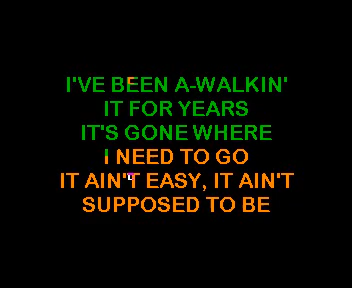 I'VE BEEN A-WALKIN'
IT FOR YEARS
IT'S GONE WHERE
I NEED TO GO
IT AIN'T EASY, IT AIN'T
SUPPOSED TO BE